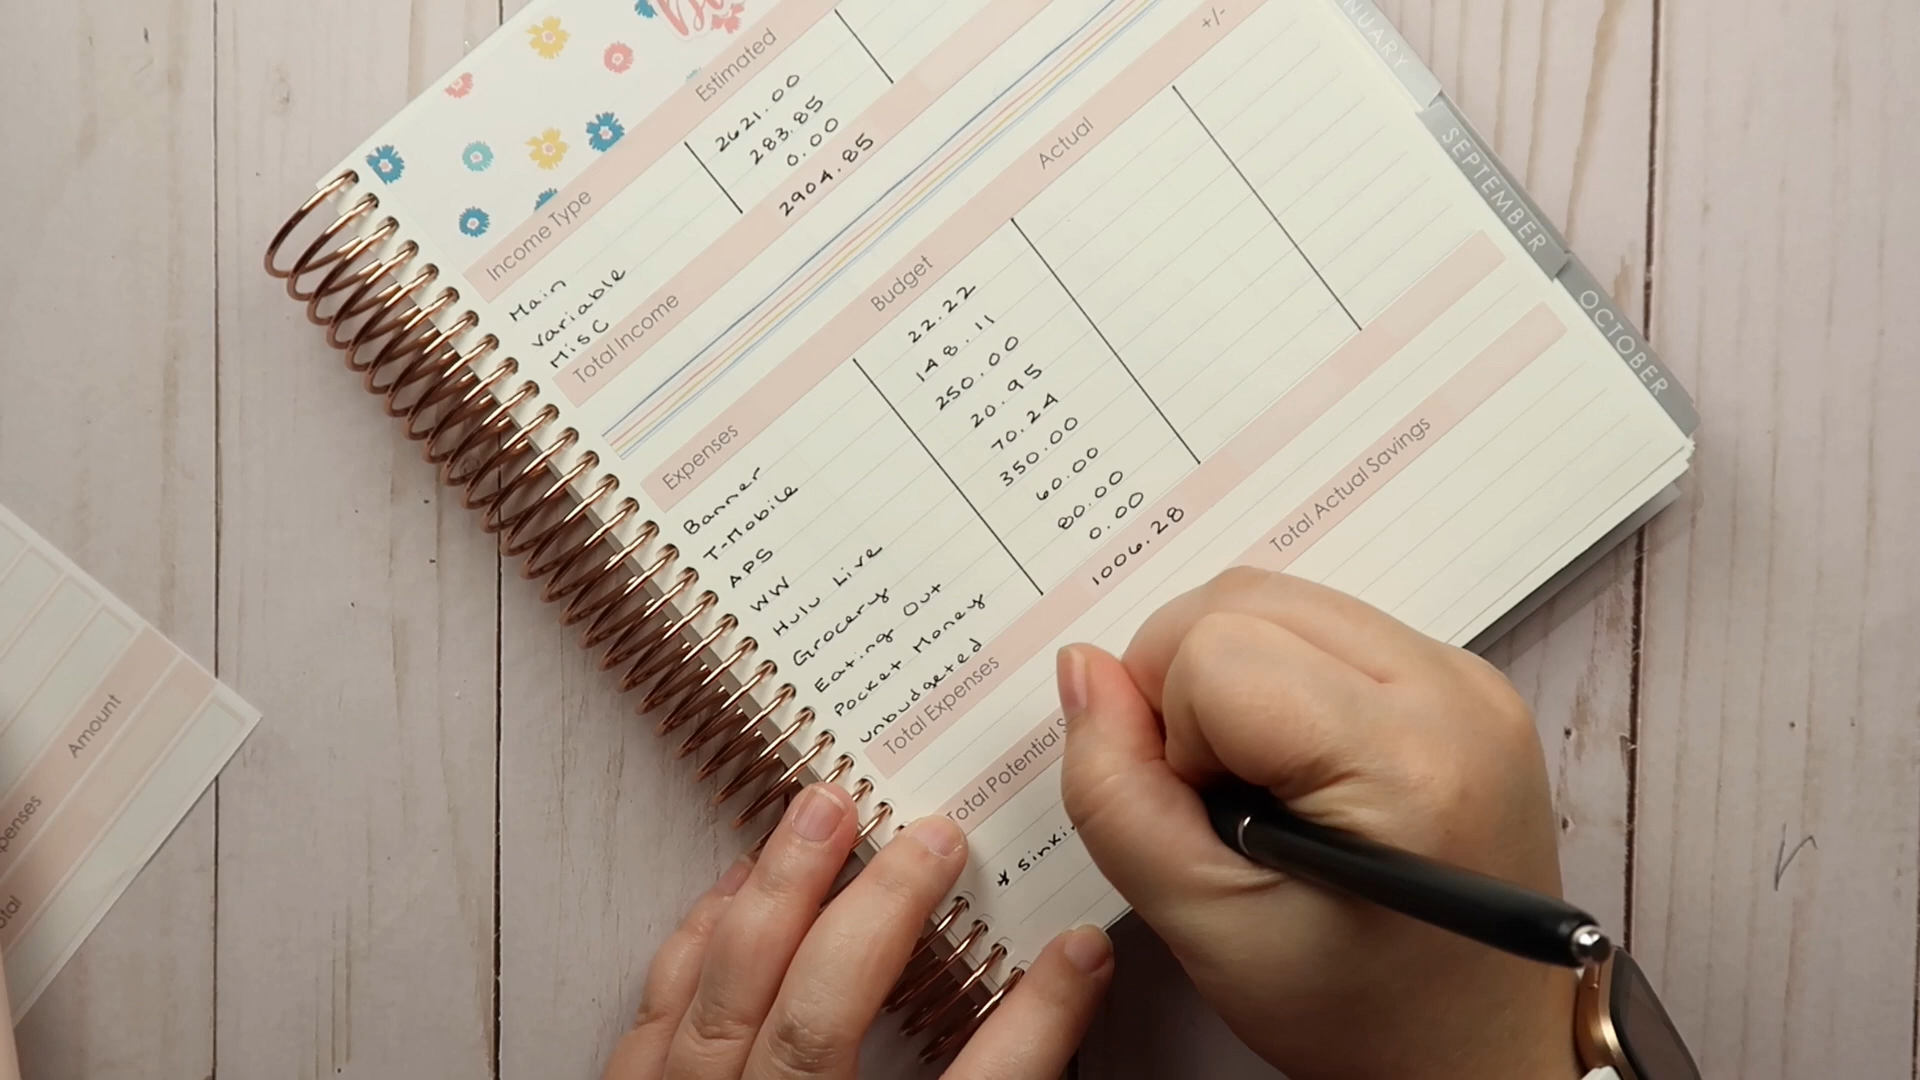 Income Type Estimated
Main 2621.00
Variable 283.85
Misc 0.00
Total Income 2904.85
Expenses Budget Actual +/-
Banner 22.22
T-Mobile 148.11
APS 250.00
WW 20.95
Hulu Live 70.24
Grocery 350.00
Eating Out 60.00
Pocket Money 80.00
Unbudgeted 0.00
Total Expenses 1006.28
Total Potential Total Actual Savings
* Sinki
SEPTEMBER
OCTOBER
Amount